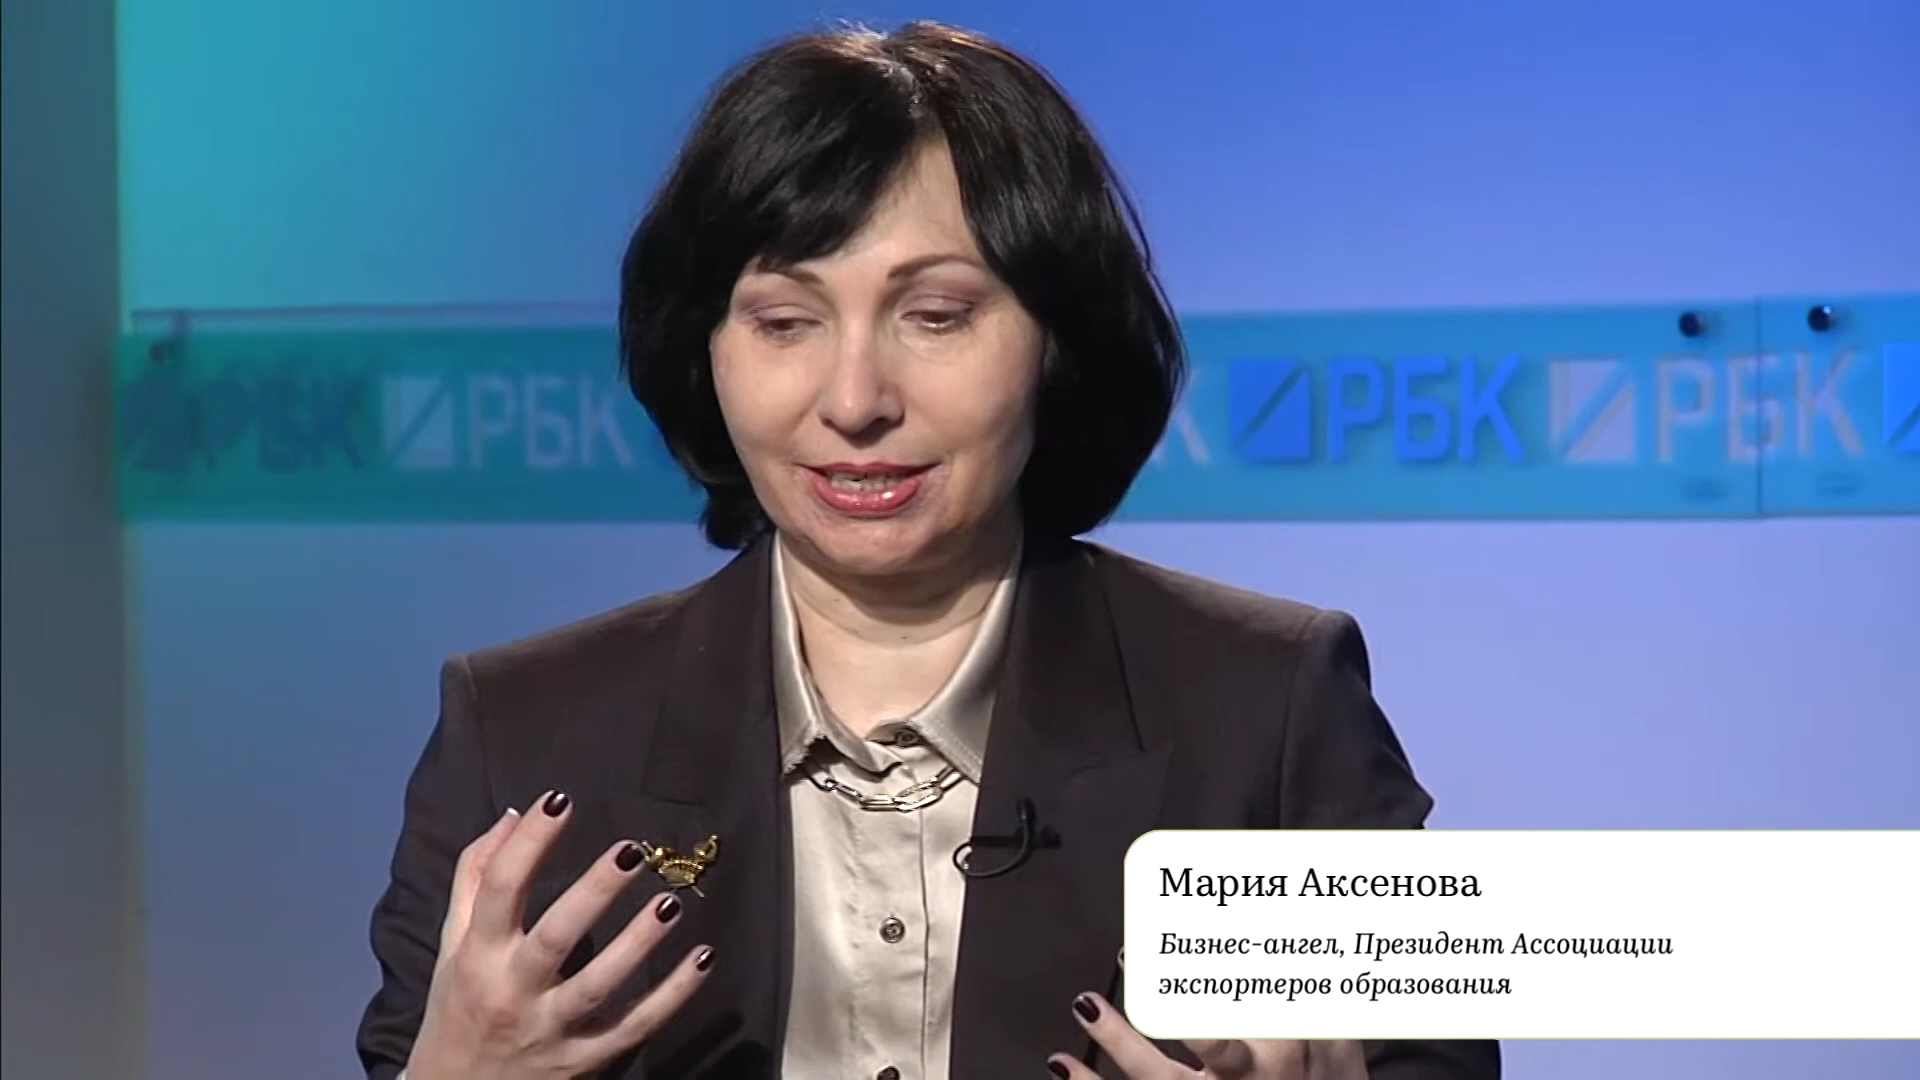 РБК РБК РБК РБК
Мария Аксенова
Бизнес-ангел, Президент Ассоциации
экспортеров образования